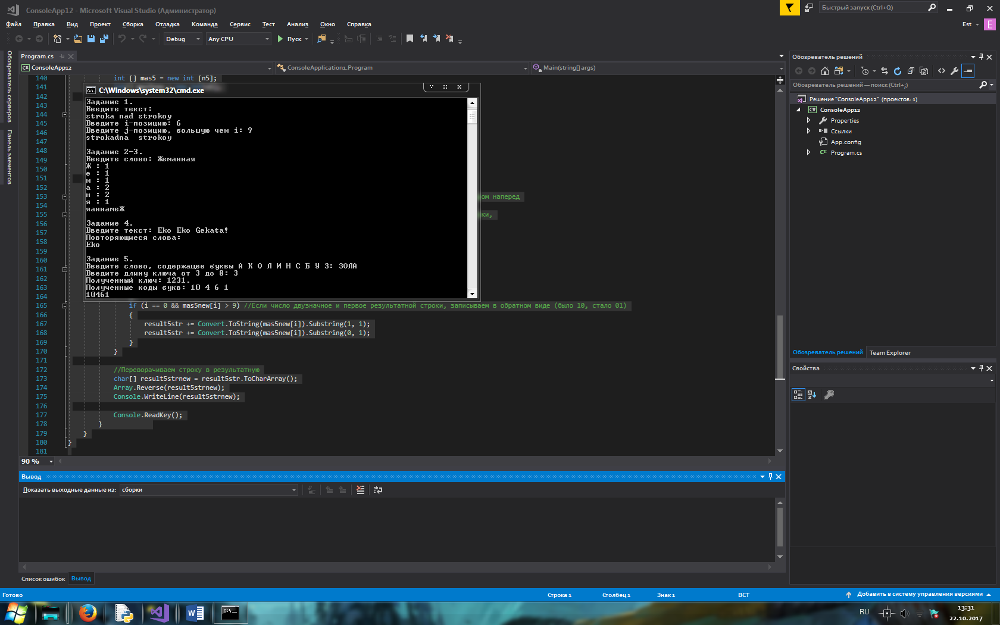 ConsoleApp12 - Microsoft Visual Studio (Администратор)
Быстрый запуск (Ctrl+Q)
Файл Правка Вид Проект Сборка Отладка Команда Сервис Тест Анализ Окно Справка
Est E
Debug Any CPU Пуск
Обозреватель серверов
Панель элементов
Program.cs
ConsoleApp12 ConsoleApplication1.Program Main(string[] args)
140 int [] mas5 = new int [n5];
141
142
143
144
145
146
147
148
149
150
151
152
153 ом наперед
154
155 ки,
156
157
158
159
160
161
162
163
164
C:\Windows\system32\cmd.exe
Задание 1.
Введите текст:
stroka nad strokoy
Введите i-позицию: 6
Введите j-позицию, большую чем i: 9
strokadna  strokoy
Задание 2-3.
Введите слово: Жеманная
Ж : 1
е : 1
м : 1
а : 2
н : 2
я : 1
яаннамеЖ
Задание 4.
Введите текст: Eko Eko Gekata!
Повторяющиеся слова:
Eko
Задание 5.
Введите слово, содержащее буквы А К О Л И Н С Б У З: ЗОЛА
Введите длину ключа от 3 до 8: 3
Полученный ключ: 1231.
Полученные коды букв: 10 4 6 1
10461
165 if (i == 0 && mas5new[i] > 9) //Если число двузначное и первое результатной строки, записываем в обратном виде (было 10, стало 01)
166 {
167 result5str += Convert.ToString(mas5new[i]).Substring(1, 1);
168 result5str += Convert.ToString(mas5new[i]).Substring(0, 1);
169 }
170 }
171
172 //Переворачиваем строку в результатную
173 char[] result5strnew = result5str.ToCharArray();
174 Array.Reverse(result5strnew);
175 Console.WriteLine(result5strnew);
176
177 Console.ReadKey();
178 }
179 }
180 }
181
90 %
Вывод
Показать выходные данные из: сборки
Список ошибок Вывод
Обозреватель решений
Обозреватель решений — поиск (Ctrl+;)
Решение "ConsoleApp12" (проектов: 1)
ConsoleApp12
Properties
Ссылки
App.config
Program.cs
Обозреватель решений Team Explorer
Свойства
Готово Строка 1 Столбец 1 Знак 1 ВСТ Добавить в систему управления версиями
RU 13:31
22.10.2017